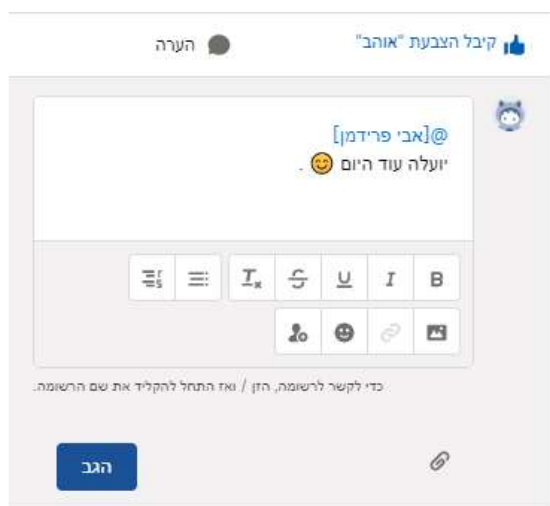 קיבל הצבעת "אוהב"
הערה
@[אבי פרידמן]
יועלה עוד היום 😊 .
B I U S Tx
כדי לקשר לרשומה, הזן / ואז התחל להקליד את שם הרשומה.
הגב